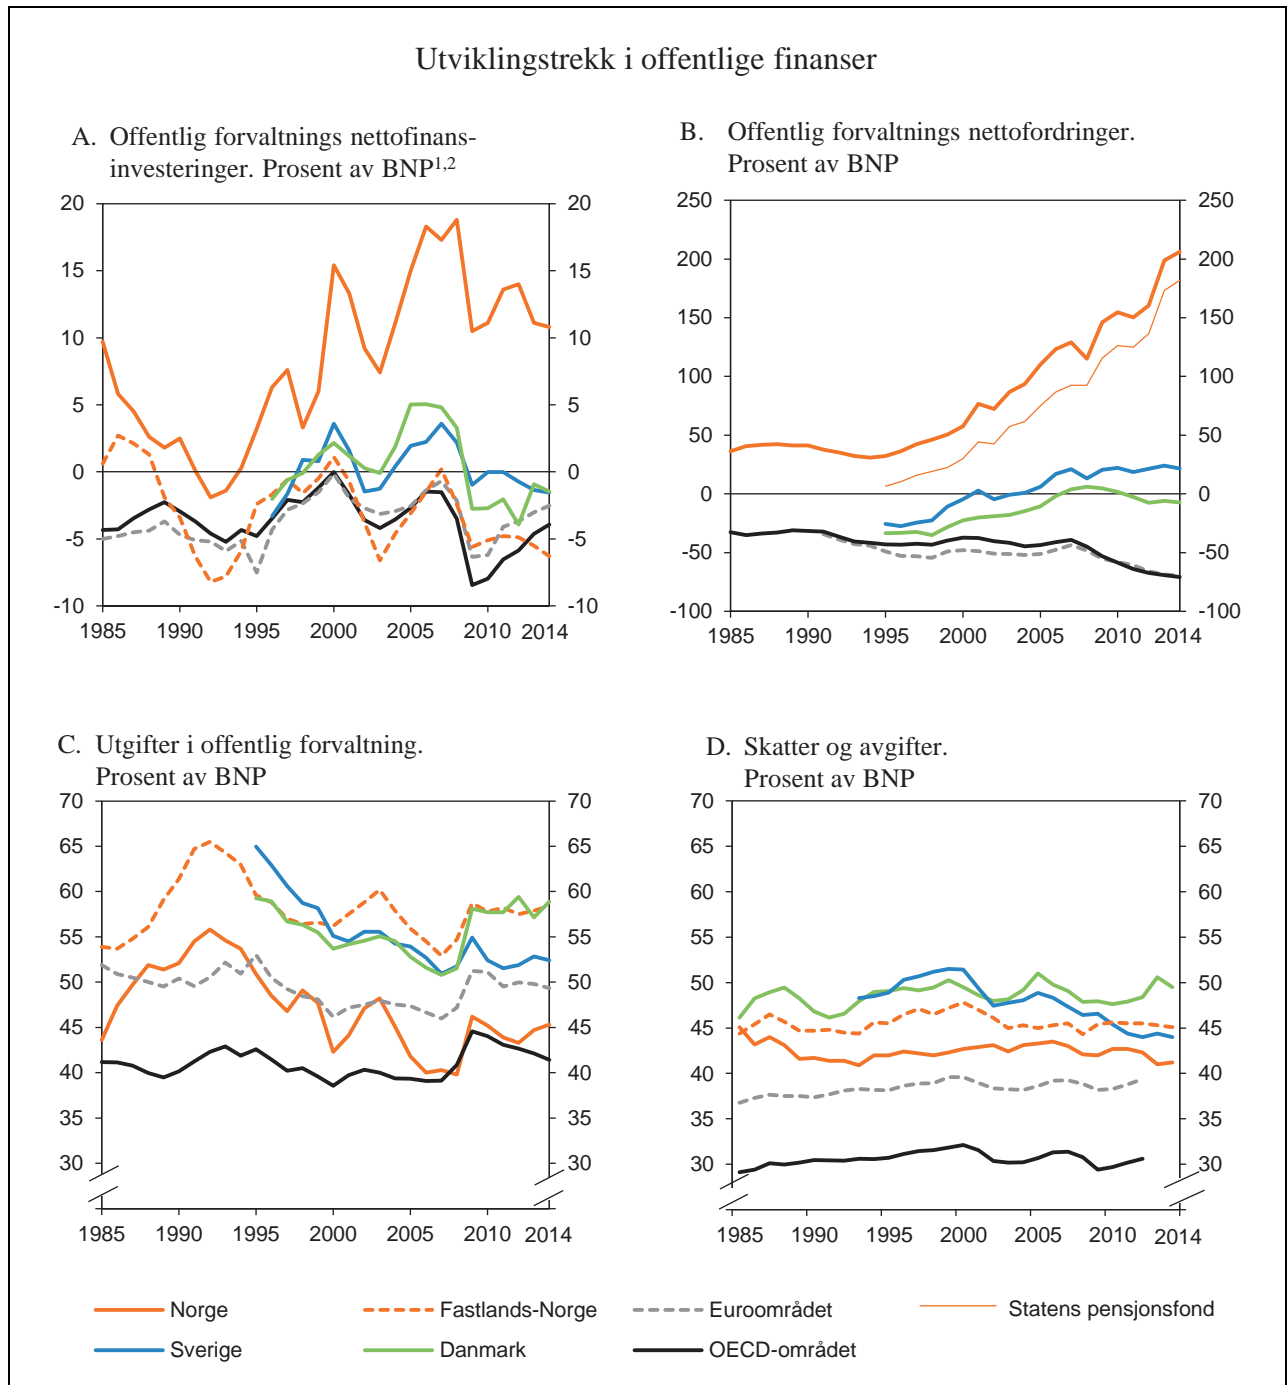 Utviklingstrekk i offentlige finanser
A. Offentlig forvaltnings nettofinans-
investeringer. Prosent av BNP1,2
20 20
15 15
10 10
5 5
0 0
-5 -5
-10 -10
1985 1990 1995 2000 2005 2010 2014
B. Offentlig forvaltnings nettofordringer.
Prosent av BNP
250 250
200 200
150 150
100 100
50 50
0 0
-50 -50
-100 -100
1985 1990 1995 2000 2005 2010 2014
C. Utgifter i offentlig forvaltning.
Prosent av BNP
70 70
65 65
60 60
55 55
50 50
45 45
40 40
35 35
30 30
1985 1990 1995 2000 2005 2010 2014
D. Skatter og avgifter.
Prosent av BNP
70 70
65 65
60 60
55 55
50 50
45 45
40 40
35 35
30 30
1985 1990 1995 2000 2005 2010 2014
Norge Fastlands-Norge Euroområdet Statens pensjonsfond
Sverige Danmark OECD-området